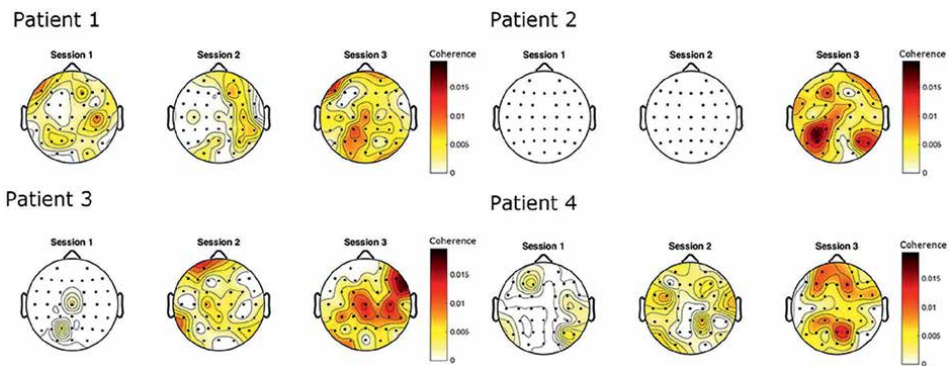 Patient 1
Session 1
Session 2
Session 3
Coherence
0.015
0.01
0.005
0
Patient 2
Session 1
Session 2
Session 3
Coherence
0.015
0.01
0.005
0
Patient 3
Session 1
Session 2
Session 3
Coherence
0.015
0.01
0.005
0
Patient 4
Session 1
Session 2
Session 3
Coherence
0.015
0.01
0.005
0